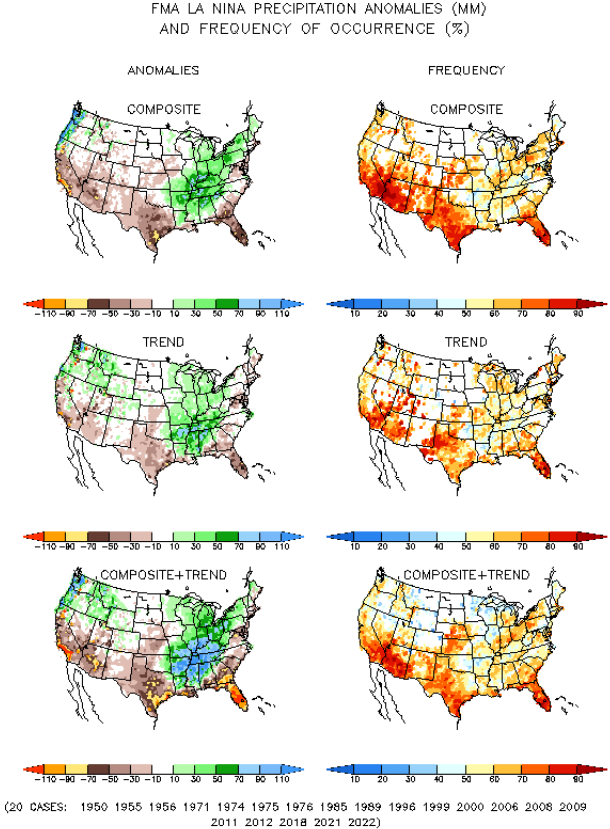 FMA LA NINA PRECIPITATION ANOMALIES (MM)
AND FREQUENCY OF OCCURRENCE (%)
ANOMALIES FREQUENCY
COMPOSITE COMPOSITE
-110 -90 -70 -50 -30 -10 10 30 50 70 90 110 10 20 30 40 50 60 70 80 90
TREND TREND
-110 -90 -70 -50 -30 -10 10 30 50 70 90 110 10 20 30 40 50 60 70 80 90
COMPOSITE+TREND COMPOSITE+TREND
-110 -90 -70 -50 -30 -10 10 30 50 70 90 110 10 20 30 40 50 60 70 80 90
(20 CASES: 1950 1955 1956 1971 1974 1975 1976 1985 1989 1996 1999 2000 2006 2008 2009
2011 2012 2018 2021 2022)